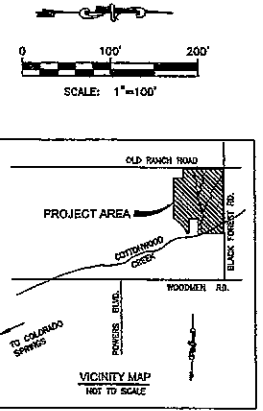 0 100' 200'
SCALE: 1"=100'
OLD RANCH ROAD
PROJECT AREA
BLACK FOREST RD.
COTTONWOOD
CREEK
WOODMEN RD.
POWERS BLVD.
TO COLORADO
SPRINGS
VICINITY MAP
NOT TO SCALE